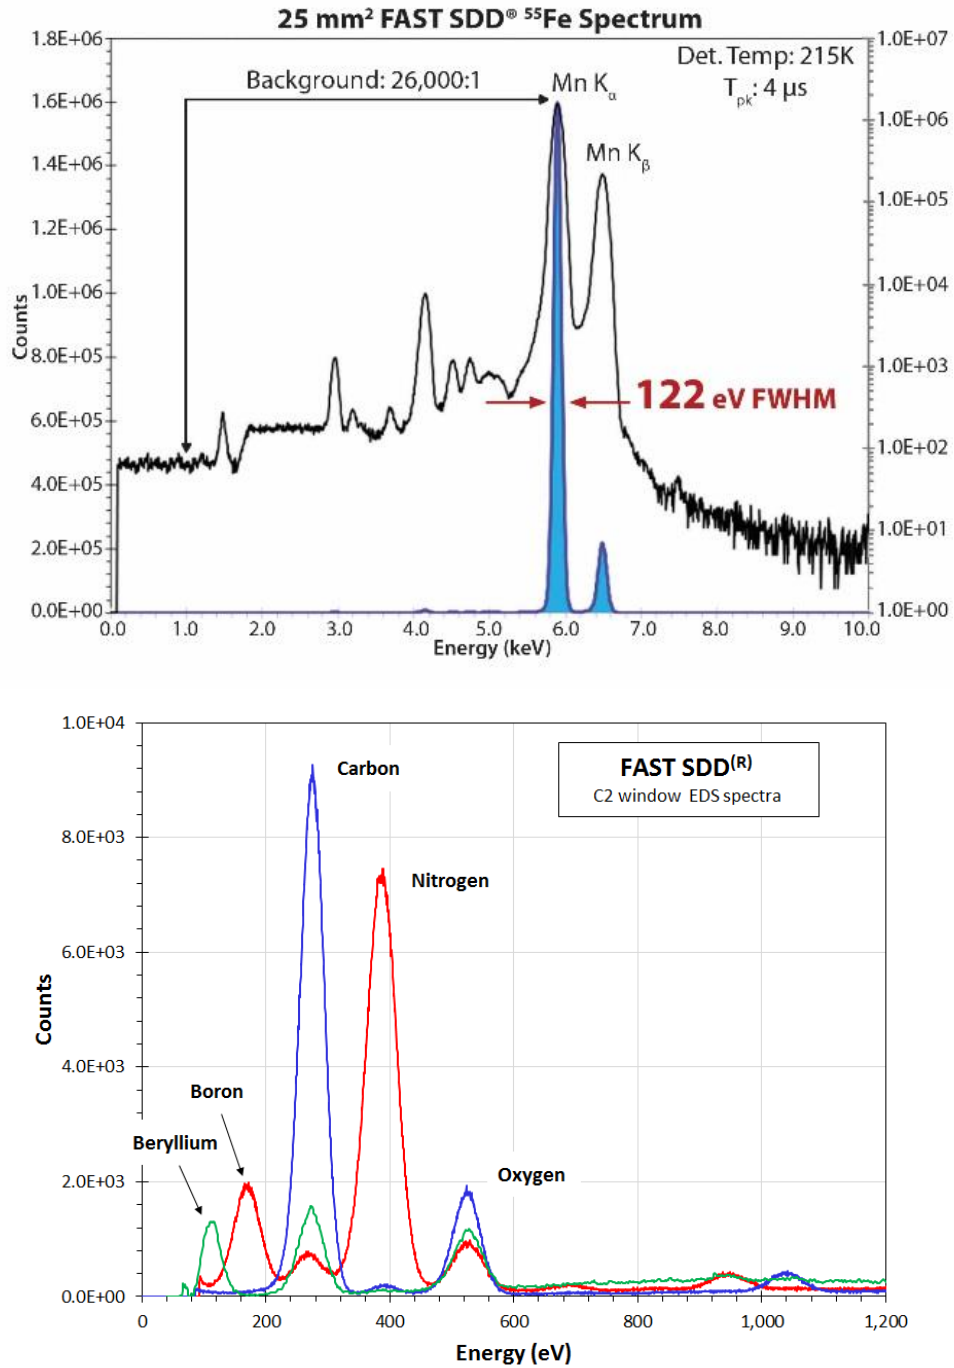 25 mm² FAST SDD® ⁵⁵Fe Spectrum
1.8E+06
1.0E+07
Det. Temp: 215K
Background: 26,000:1
Mn Kα
Tpk: 4 μs
1.6E+06
1.0E+06
1.4E+06
Mn Kβ
1.0E+05
1.2E+06
1.0E+06
1.0E+04
Counts
8.0E+05
1.0E+03
122 eV FWHM
6.0E+05
1.0E+02
4.0E+05
1.0E+01
2.0E+05
0.0E+00
1.0E+00
0.0 1.0 2.0 3.0 4.0 5.0 6.0 7.0 8.0 9.0 10.0
Energy (keV)
1.0E+04
FAST SDD(R)
C2 window EDS spectra
Carbon
8.0E+03
Nitrogen
6.0E+03
Counts
4.0E+03
Boron
Beryllium
2.0E+03
Oxygen
0.0E+00
0 200 400 600 800 1,000 1,200
Energy (eV)